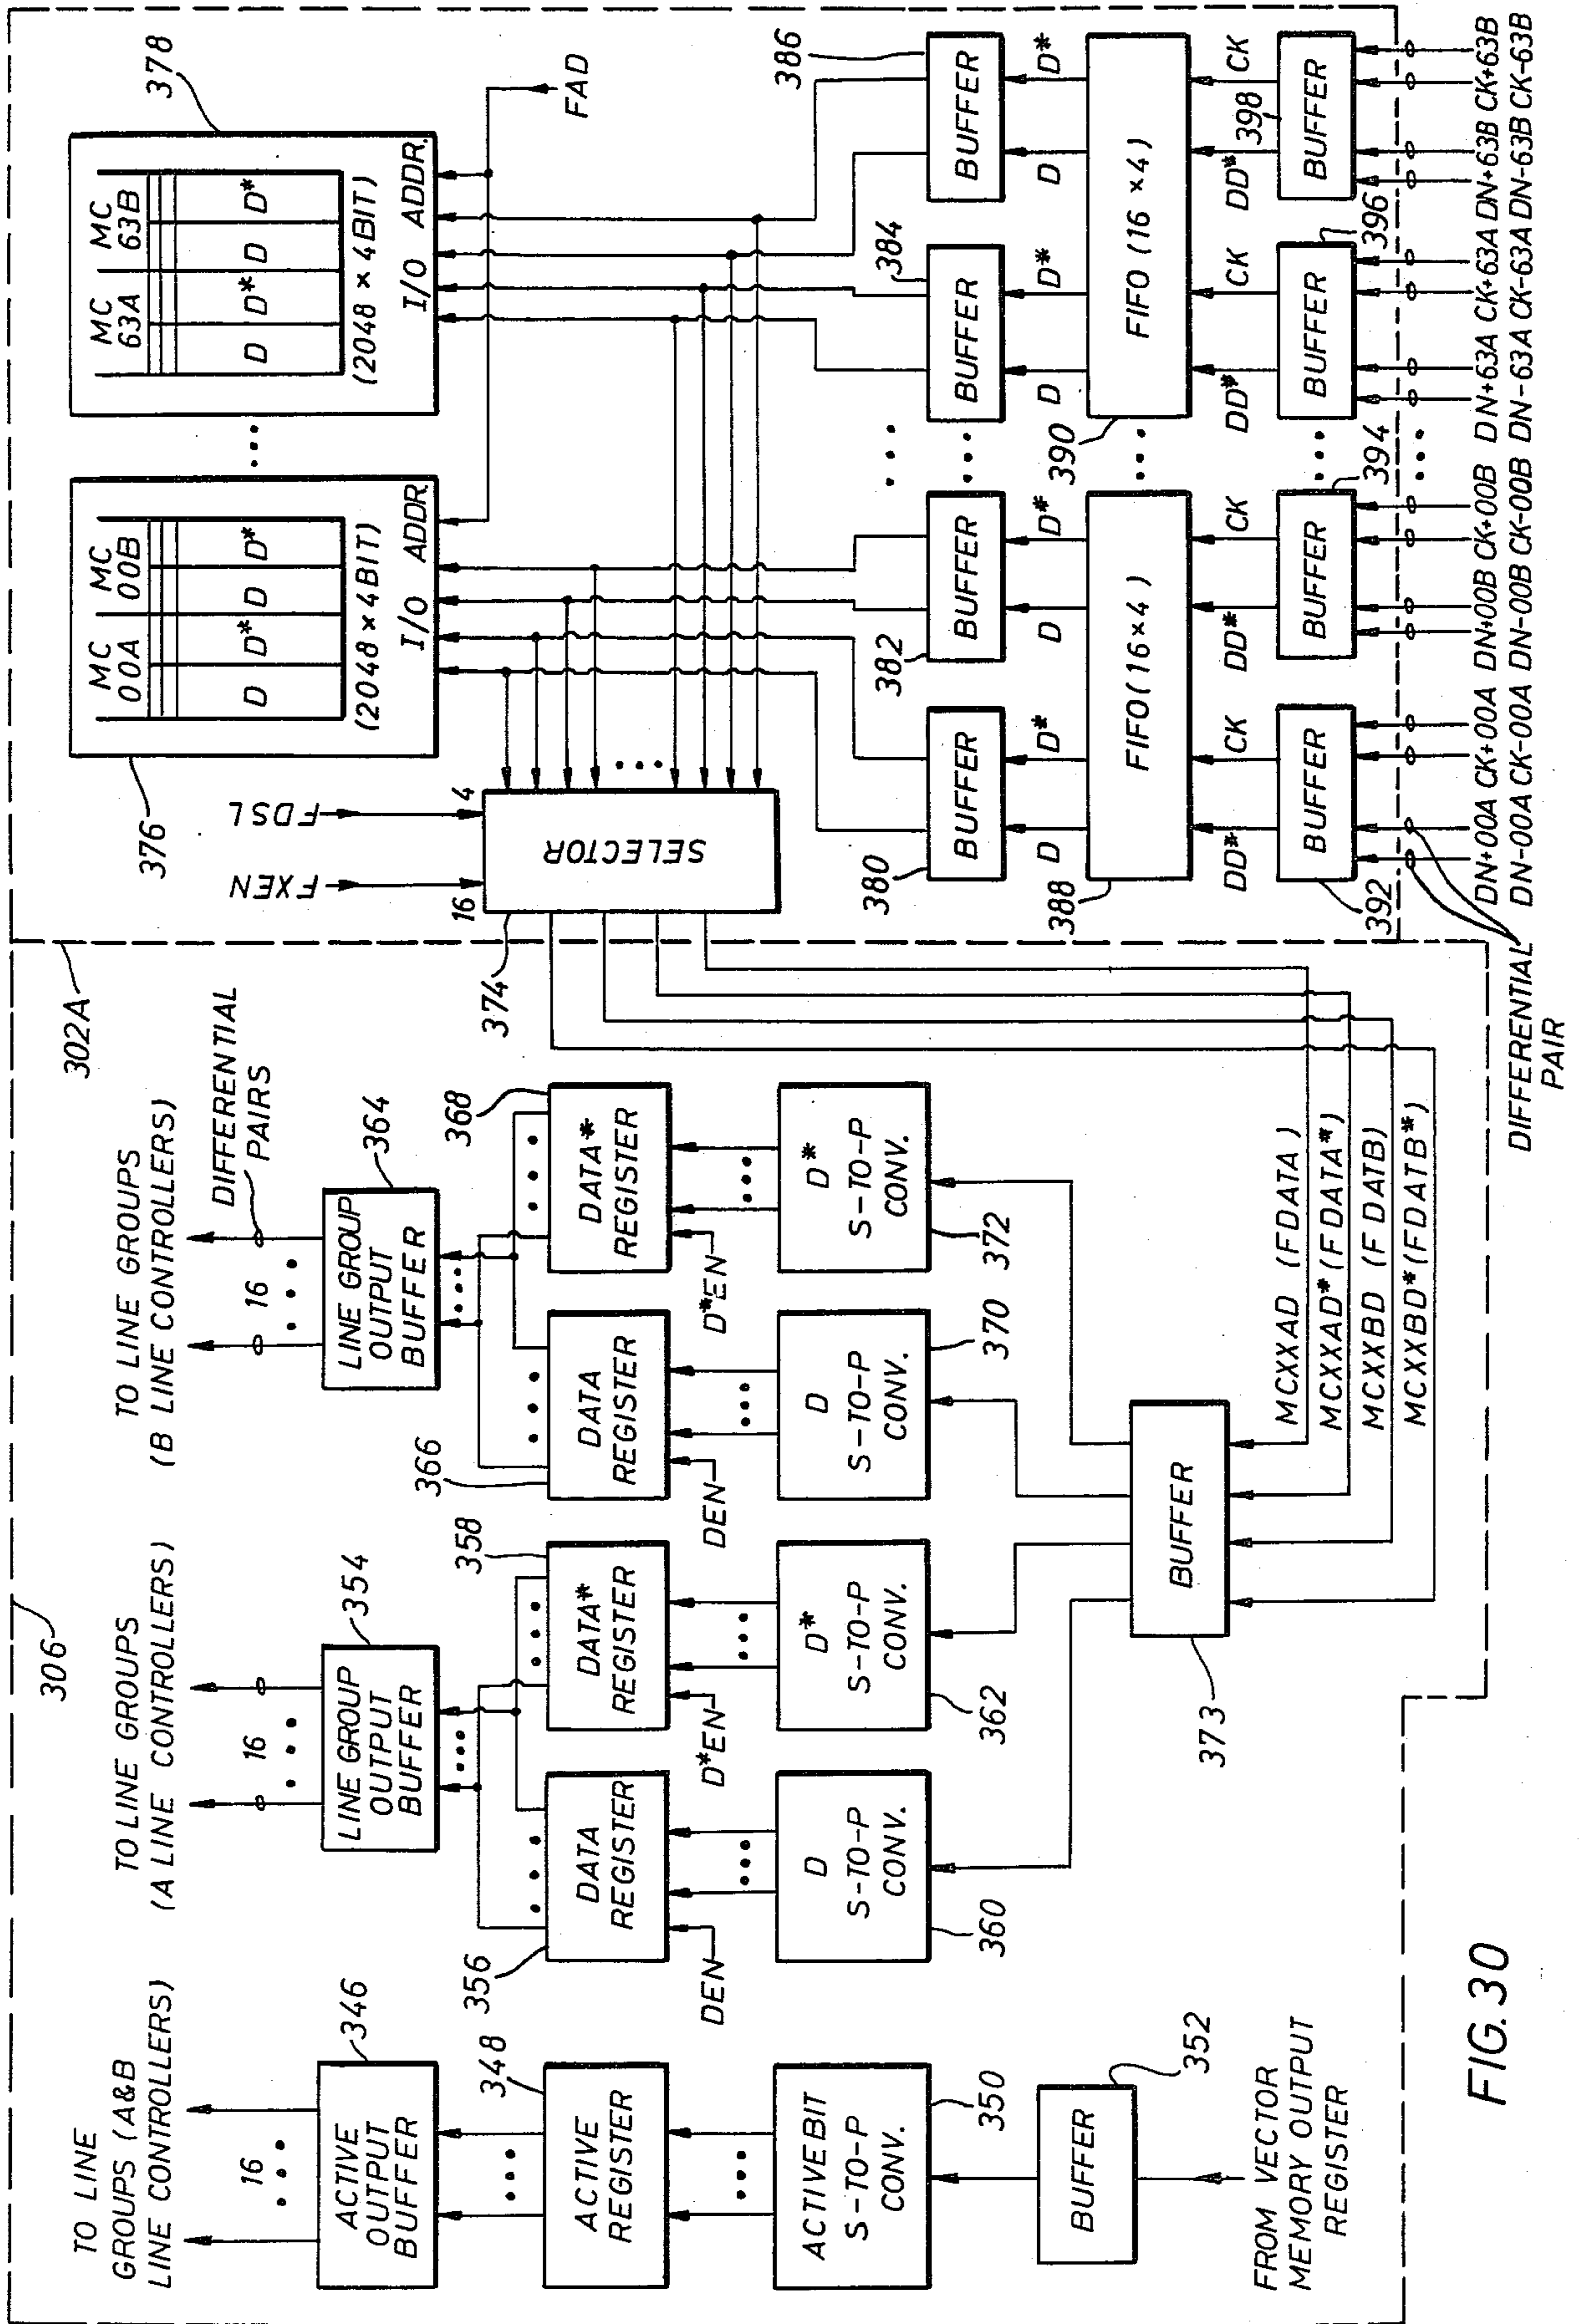 306
302A
TO LINE
GROUPS (A&B
LINE CONTROLLERS)
16
ACTIVE
OUTPUT
BUFFER
346
ACTIVE
REGISTER
348
ACTIVE BIT
S-TO-P
CONV.
350
BUFFER
352
FROM VECTOR
MEMORY OUTPUT
REGISTER
TO LINE GROUPS
(A LINE CONTROLLERS)
16
LINE GROUP
OUTPUT
BUFFER
354
DATA
REGISTER
356
DATA*
REGISTER
358
DEN
D*EN
D
S-TO-P
CONV.
360
D*
S-TO-P
CONV.
362
TO LINE GROUPS
(B LINE CONTROLLERS)
16
DIFFERENTIAL
PAIRS
LINE GROUP
OUTPUT
BUFFER
364
DATA
REGISTER
366
DATA*
REGISTER
368
DEN
D*EN
D
S-TO-P
CONV.
370
D*
S-TO-P
CONV.
372
BUFFER
373
MCXXAD (FDATA)
MCXXAD* (FDATA*)
MCXXBD (FDATB)
MCXXBD* (FDATB*)
FXEN
FDSL
16
4
SELECTOR
374
376
MC
00A
MC
00B
D
D*
D
D*
(2048 × 4 BIT)
I/O
ADDR.
378
MC
63A
MC
63B
D
D*
D
D*
(2048 × 4 BIT)
I/O
ADDR.
FAD
380
BUFFER
382
BUFFER
384
BUFFER
386
BUFFER
D
D*
D
D*
D
D*
D
D*
388
FIFO (16×4)
390
FIFO (16 ×4)
DD*
CK
DD*
CK
DD*
CK
DD*
CK
392
BUFFER
394
BUFFER
396
BUFFER
398
BUFFER
DN+00A CK+00A DN+00B CK+00B DN+63A CK+63A DN+63B CK+63B
DN-00A CK-00A DN-00B CK-00B DN-63A CK-63A DN-63B CK-63B
DIFFERENTIAL
PAIR
FIG. 30